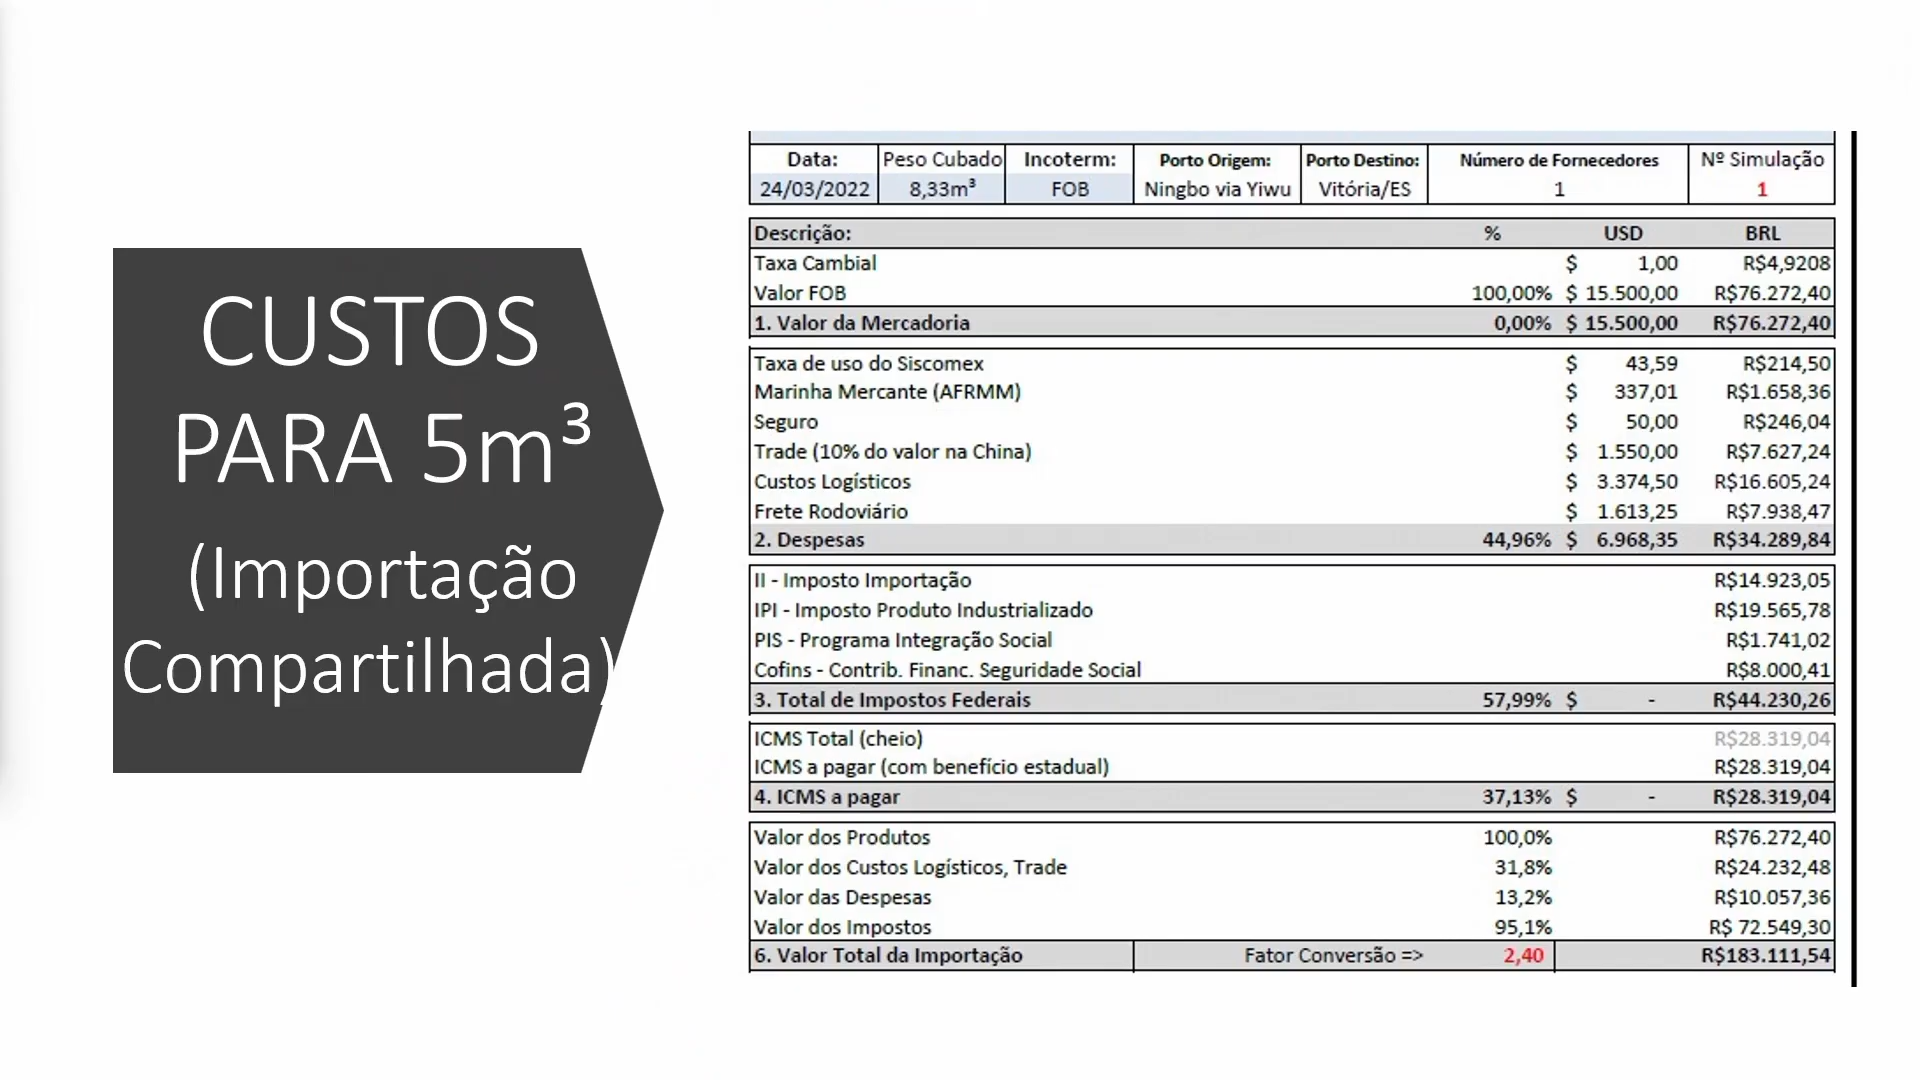 CUSTOS
PARA 5m³
(Importação
Compartilhada)
Data: Peso Cubado Incoterm: Porto Origem: Porto Destino: Número de Fornecedores Nº Simulação
24/03/2022 8,33m³ FOB Ningbo via Yiwu Vitória/ES 1 1
Descrição: % USD BRL
Taxa Cambial $ 1,00 R$4,9208
Valor FOB 100,00% $ 15.500,00 R$76.272,40
1. Valor da Mercadoria 0,00% $ 15.500,00 R$76.272,40
Taxa de uso do Siscomex $ 43,59 R$214,50
Marinha Mercante (AFRMM) $ 337,01 R$1.658,36
Seguro $ 50,00 R$246,04
Trade (10% do valor na China) $ 1.550,00 R$7.627,24
Custos Logísticos $ 3.374,50 R$16.605,24
Frete Rodoviário $ 1.613,25 R$7.938,47
2. Despesas 44,96% $ 6.968,35 R$34.289,84
II - Imposto Importação R$14.923,05
IPI - Imposto Produto Industrializado R$19.565,78
PIS - Programa Integração Social R$1.741,02
Cofins - Contrib. Financ. Seguridade Social R$8.000,41
3. Total de Impostos Federais 57,99% $ - R$44.230,26
ICMS Total (cheio) R$28.319,04
ICMS a pagar (com benefício estadual) R$28.319,04
4. ICMS a pagar 37,13% $ - R$28.319,04
Valor dos Produtos 100,0% R$76.272,40
Valor dos Custos Logísticos, Trade 31,8% R$24.232,48
Valor das Despesas 13,2% R$10.057,36
Valor dos Impostos 95,1% R$ 72.549,30
6. Valor Total da Importação Fator Conversão => 2,40 R$183.111,54